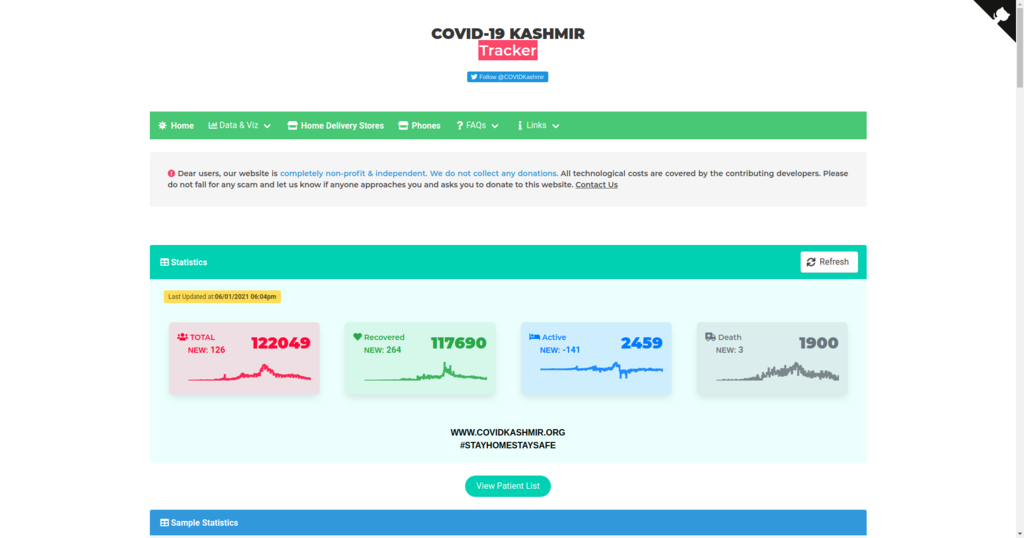 COVID-19 KASHMIR
Tracker
Follow @COVIDKashmir
Home Data & Viz Home Delivery Stores Phones FAQs Links
Dear users, our website is completely non-profit & independent. We do not collect any donations. All technological costs are covered by the contributing developers. Please
do not fall for any scam and let us know if anyone approaches you and asks you to donate to this website. Contact Us
Statistics Refresh
Last Updated at:06/01/2021 06:04pm
TOTAL 122049
NEW: 126
Recovered 117690
NEW: 264
Active 2459
NEW: -141
Death 1900
NEW: 3
WWW.COVIDKASHMIR.ORG
#STAYHOMESTAYSAFE
View Patient List
Sample Statistics